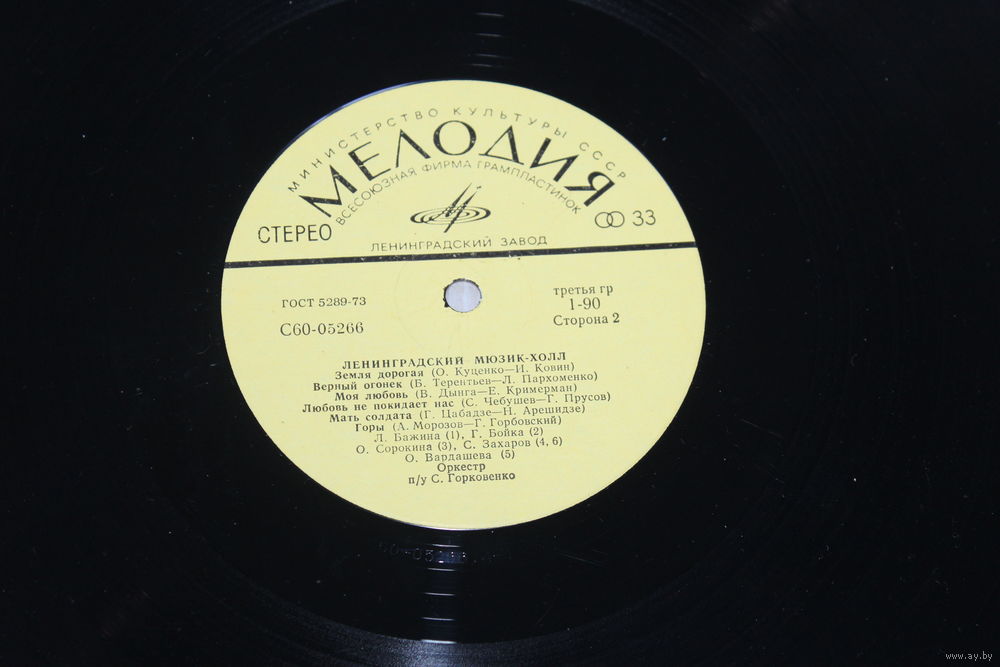 МИНИСТЕРСТВО КУЛЬТУРЫ СССР
МЕЛОДИЯ
ВСЕСОЮЗНАЯ ФИРМА ГРАМПЛАСТИНОК
СТЕРЕО
33
ЛЕНИНГРАДСКИЙ ЗАВОД
ГОСТ 5289-73
С60-05266
третья гр
1-90
Сторона 2
ЛЕНИНГРАДСКИЙ МЮЗИК-ХОЛЛ
Земля дорогая (О. Куценко—И. Ковин)
Верный огонек (Б. Терентьев—Л. Пархоменко)
Моя любовь (В. Дынга—Е. Кримерман)
Любовь не покидает нас (С. Чебушев—Г. Прусов)
Мать солдата (Г. Цабадзе—Н. Арешидзе)
Горы (А. Морозов—Г. Горбовский)
Л. Бажина (1), Г. Бойка (2)
О. Сорокина (3), С. Захаров (4, 6)
О. Вардашева (5)
Оркестр
п/у С. Горковенко
www.ay.by